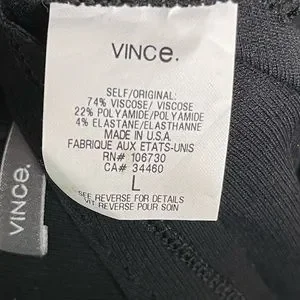 VINCe.
SELF/ORIGINAL:
74% VISCOSE/ VISCOSE
22% POLYAMIDE/POLYAMIDE
4% ELASTANE/ELASTHANNE
MADE IN U.S.A.
FABRIQUE AUX ETATS-UNIS
RN# 106730
CA# 34460
L
SEE REVERSE FOR DETAILS
VIT REVERSE POUR SOIN
VINCe.